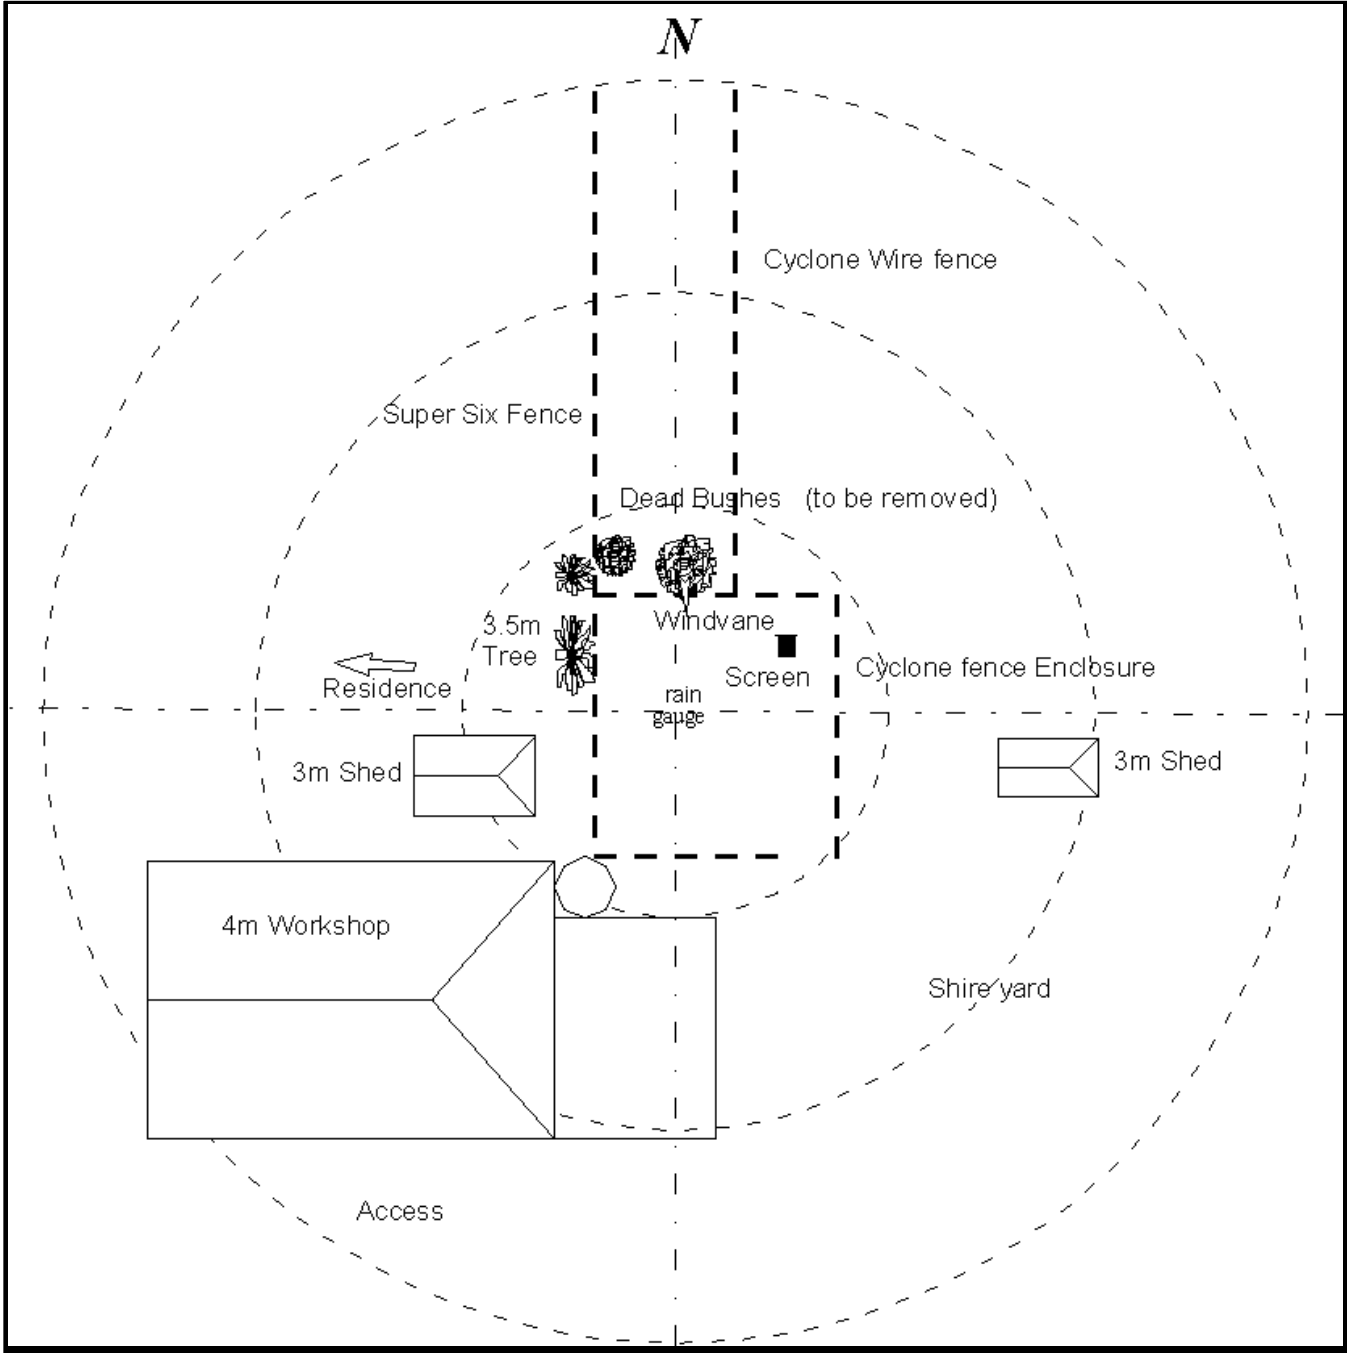 N
Cyclone Wire fence
Super Six Fence
Dead Bushes (to be removed)
3.5m
Tree
Windvane
Screen
Cyclone fence Enclosure
Residence
rain
gauge
3m Shed
3m Shed
4m Workshop
Shire yard
Access